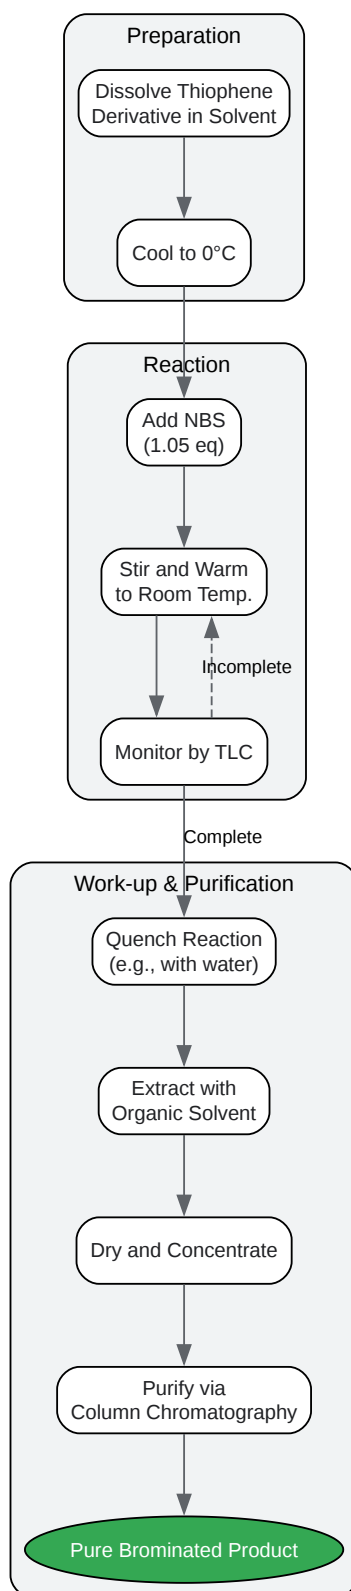 Preparation
Dissolve Thiophene
Derivative in Solvent
Cool to 0°C
Reaction
Add NBS
(1.05 eq)
Stir and Warm
to Room Temp.
Incomplete
Monitor by TLC
Complete
Work-up & Purification
Quench Reaction
(e.g., with water)
Extract with
Organic Solvent
Dry and Concentrate
Purify via
Column Chromatography
Pure Brominated Product